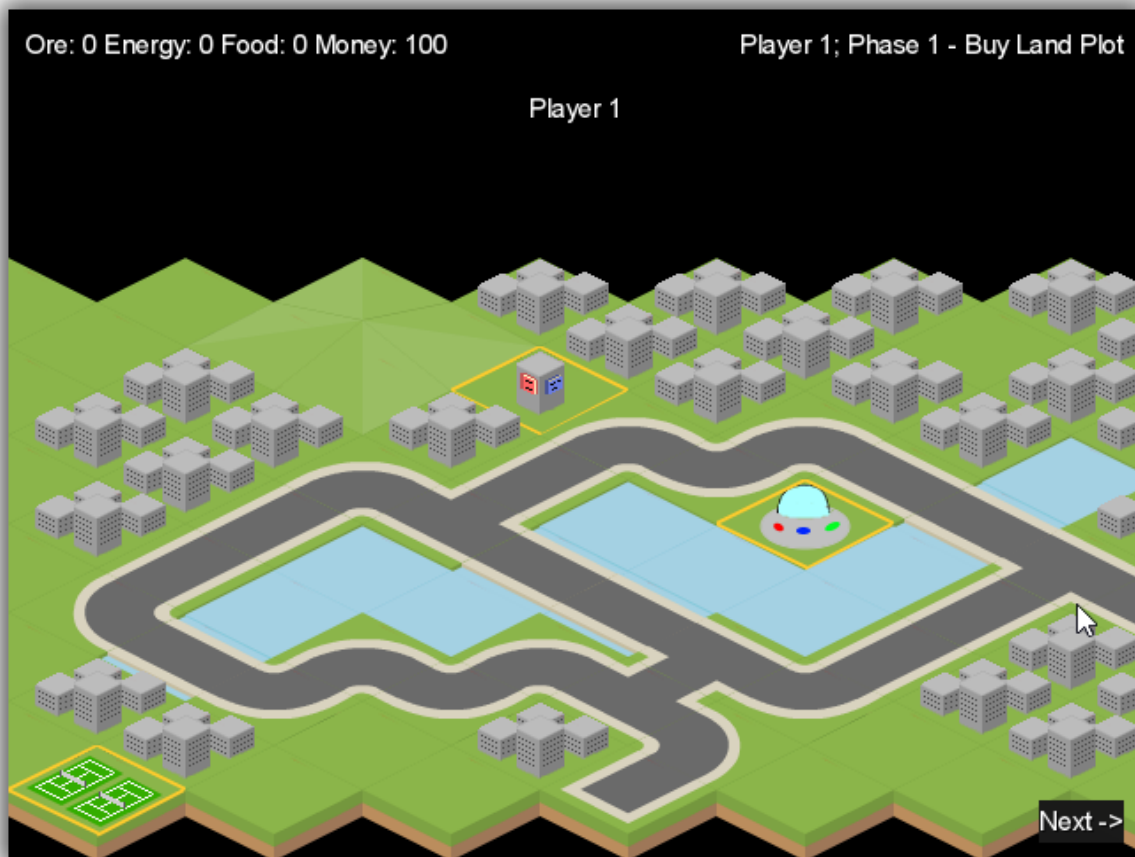 Ore: 0 Energy: 0 Food: 0 Money: 100
Player 1; Phase 1 - Buy Land Plot
Player 1
Next ->